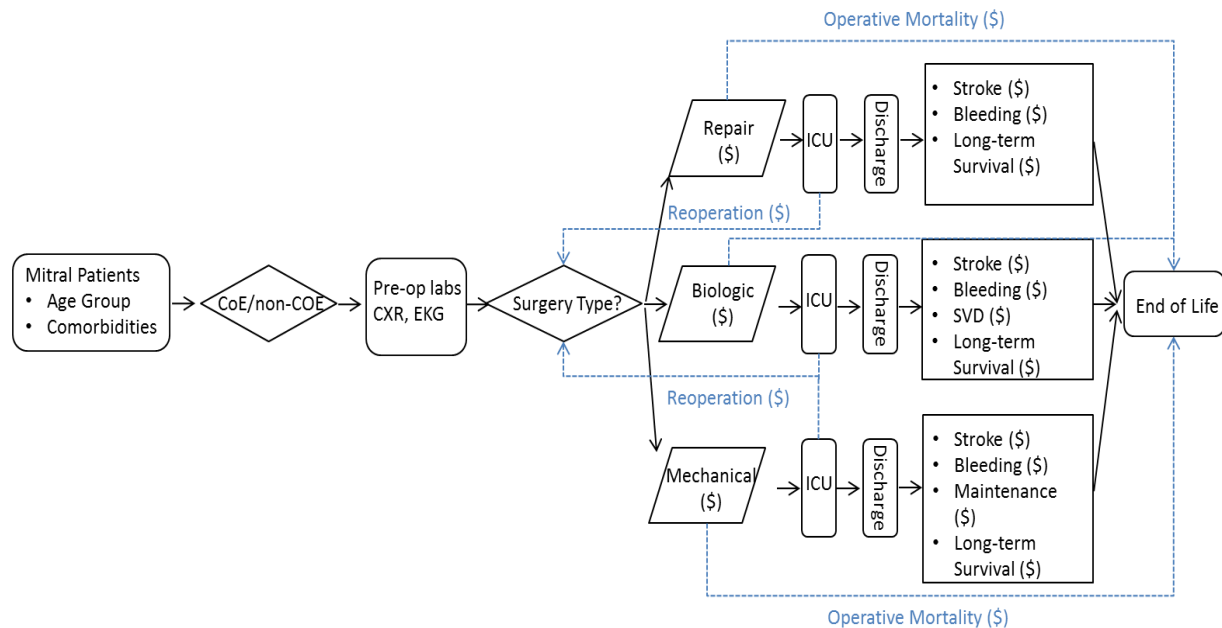 Operative Mortality ($)
Mitral Patients
• Age Group
• Comorbidities
CoE/non-COE
Pre-op labs
CXR, EKG
Surgery Type?
Repair
($)
ICU
Discharge
• Stroke ($)
• Bleeding ($)
• Long-term
Survival ($)
Reoperation ($)
Biologic
($)
ICU
Discharge
• Stroke ($)
• Bleeding ($)
• SVD ($)
• Long-term
Survival ($)
End of Life
Reoperation ($)
Mechanical
($)
ICU
Discharge
• Stroke ($)
• Bleeding ($)
• Maintenance
($)
• Long-term
Survival ($)
Operative Mortality ($)